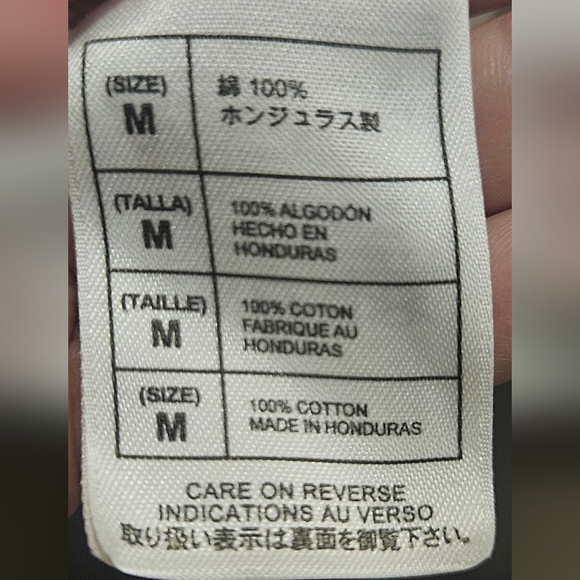 (SIZE)
M
綿 100%
ホンジュラス製
(TALLA)
M
100% ALGODÓN
HECHO EN
HONDURAS
(TAILLE)
M
100% COTON
FABRIQUE AU
HONDURAS
(SIZE)
M
100% COTTON
MADE IN HONDURAS
CARE ON REVERSE
INDICATIONS AU VERSO
取り扱い表示は裏面を御覧下さい。